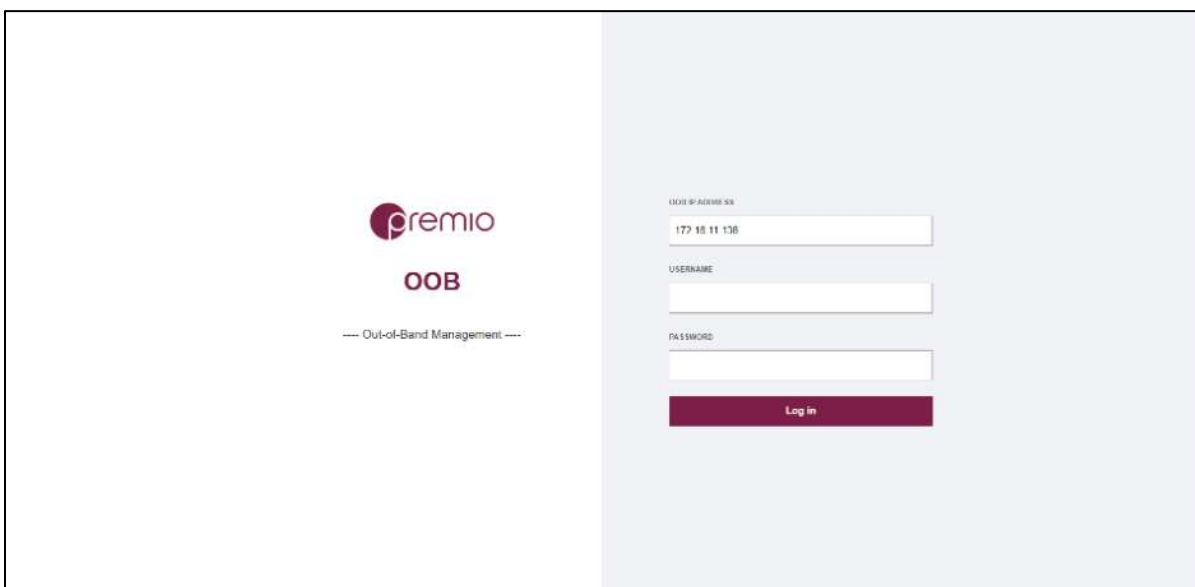 premio
OOB
---- Out-of-Band Management ----
OOB IP ADDRESS
172.16.11.138
USERNAME
PASSWORD
Log in